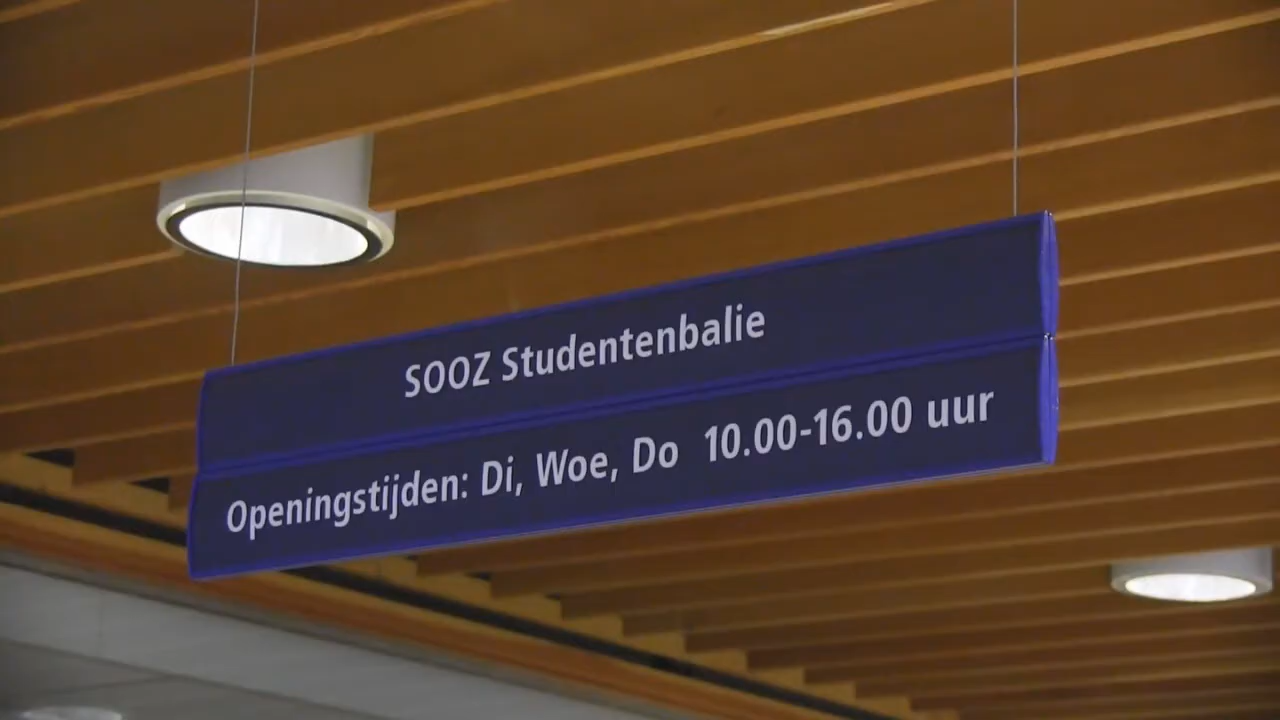 SOOZ Studentenbalie
Openingstijden: Di, Woe, Do 10.00-16.00 uur